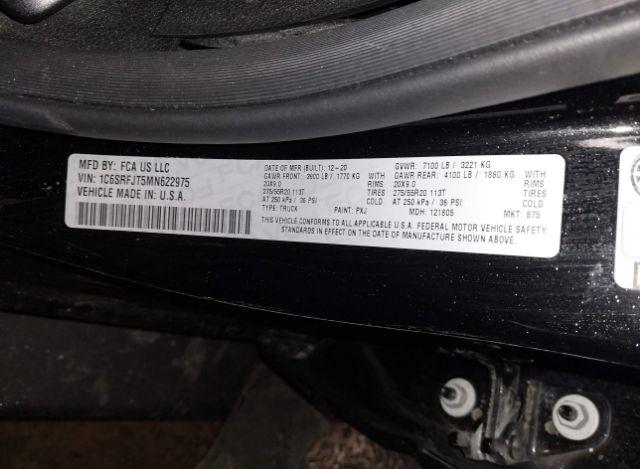 MFD BY: FCA US LLC
VIN: 1C6SRFJT5MN622975
VEHICLE MADE IN: U.S.A.
DATE OF MFR (BUILT): 12-20 GVWR: 7100 LB / 3221 KG
GAWR FRONT: 3900 LB / 1770 KG WITH GAWR REAR: 4100 LB / 1860 KG WITH
20X9.0 RIMS 20X9.0 RIMS
275/55R20 113T TIRES 275/55R20 113T TIRES
AT 250 kPa / 36 PSI COLD AT 250 kPa / 36 PSI COLD
TYPE: TRUCK PAINT: PXJ MDH: 121805 MKT: 875
THIS VEHICLE CONFORMS TO ALL APPLICABLE U.S.A. FEDERAL MOTOR VEHICLE SAFETY
STANDARDS IN EFFECT ON THE DATE OF MANUFACTURE SHOWN ABOVE.